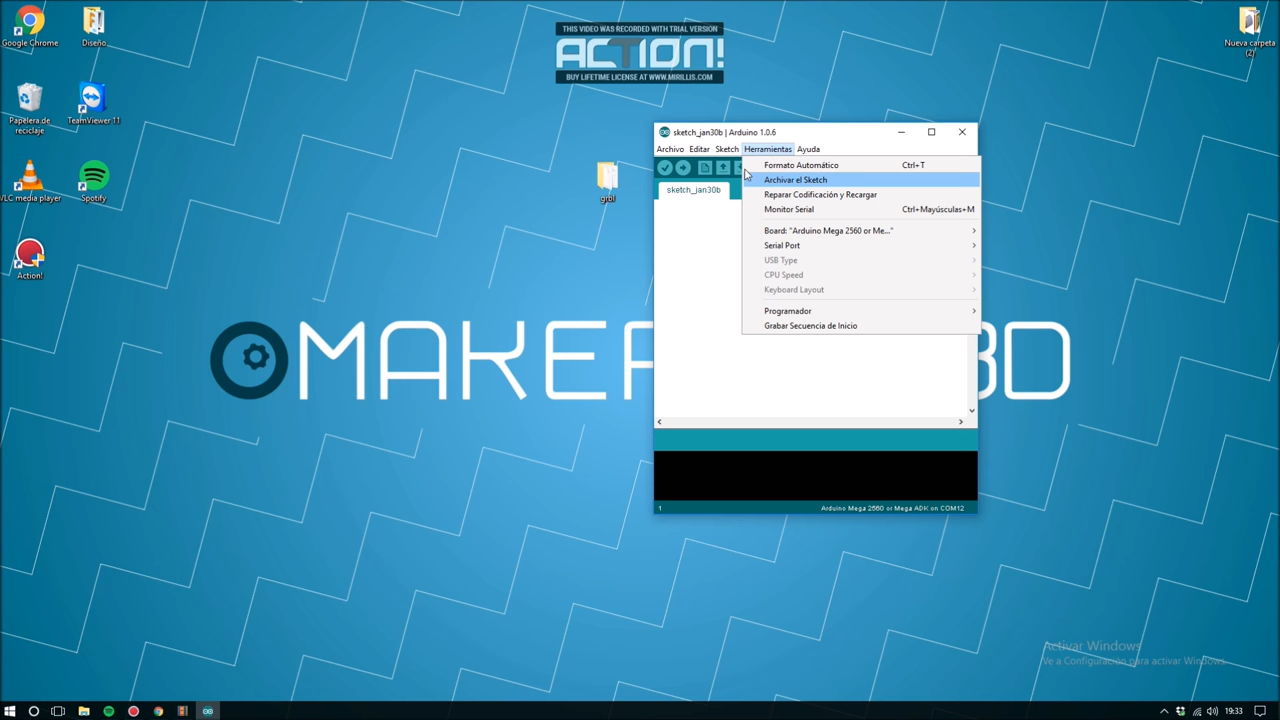 THIS VIDEO WAS RECORDED WITH TRIAL VERSION
ACTION!
BUY LIFETIME LICENSE AT WWW.MIRILLIS.COM
Google Chrome
Diseño
Nueva carpeta
(2)
Papelera de
reciclaje
TeamViewer 11
VLC media player
Spotify
Action!
grbl
sketch_jan30b | Arduino 1.0.6
Archivo Editar Sketch Herramientas Ayuda
sketch_jan30b
Formato Automático Ctrl+T
Archivar el Sketch
Reparar Codificación y Recargar
Monitor Serial Ctrl+Mayúsculas+M
Board: "Arduino Mega 2560 or Me..."
Serial Port
USB Type
CPU Speed
Keyboard Layout
Programador
Grabar Secuencia de Inicio
MAKE
3D
1 Arduino Mega 2560 or Mega ADK on COM12
Activar Windows
Ve a Configuración para activar Windows.
19:33